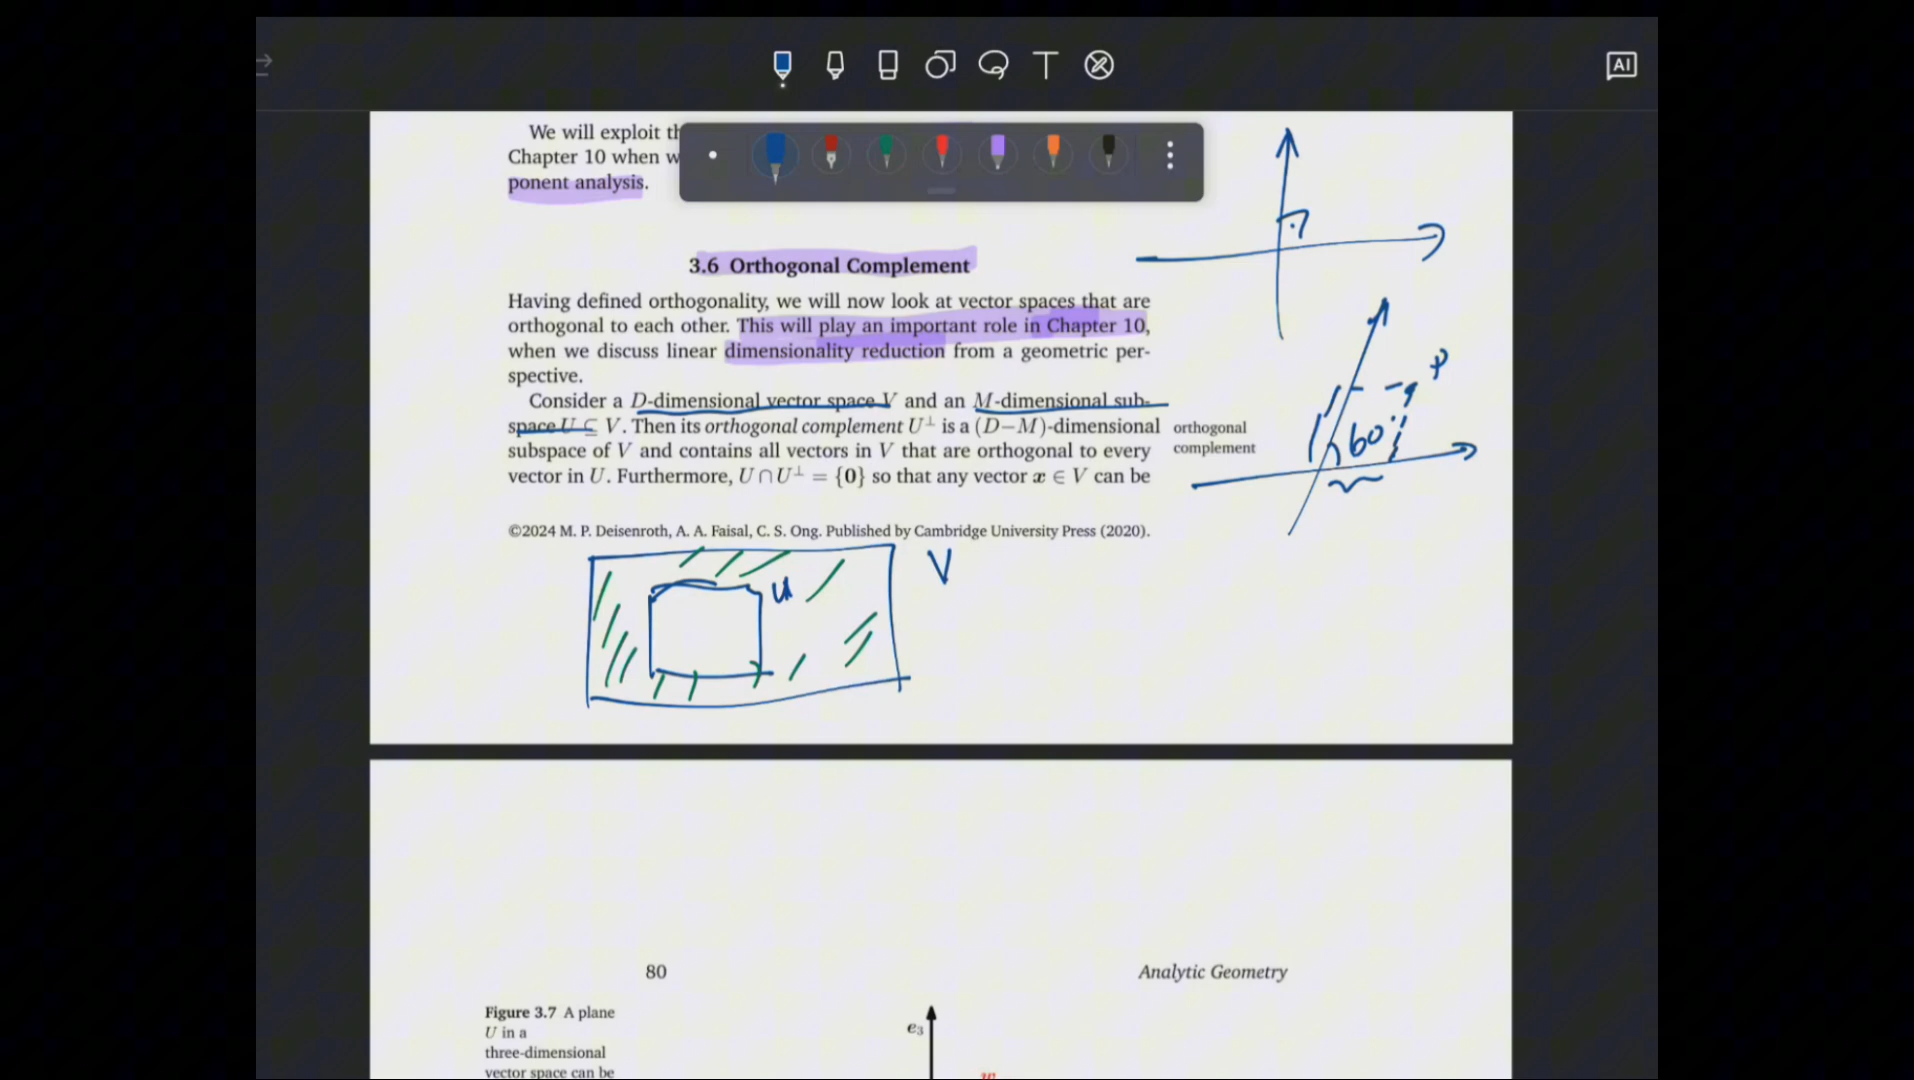 AI
We will exploit th
Chapter 10 when w
ponent analysis.
3.6 Orthogonal Complement
Having defined orthogonality, we will now look at vector spaces that are
orthogonal to each other. This will play an important role in Chapter 10,
when we discuss linear dimensionality reduction from a geometric per-
spective.
Consider a D-dimensional vector space V and an M-dimensional sub-
space U ⊆ V. Then its orthogonal complement U⊥ is a (D−M)-dimensional
subspace of V and contains all vectors in V that are orthogonal to every
vector in U. Furthermore, U ∩ U⊥ = {0} so that any vector x ∈ V can be
orthogonal
complement
60
©2024 M. P. Deisenroth, A. A. Faisal, C. S. Ong. Published by Cambridge University Press (2020).
V
U
80
Analytic Geometry
Figure 3.7 A plane
U in a
three-dimensional
vector space can be
e3
w